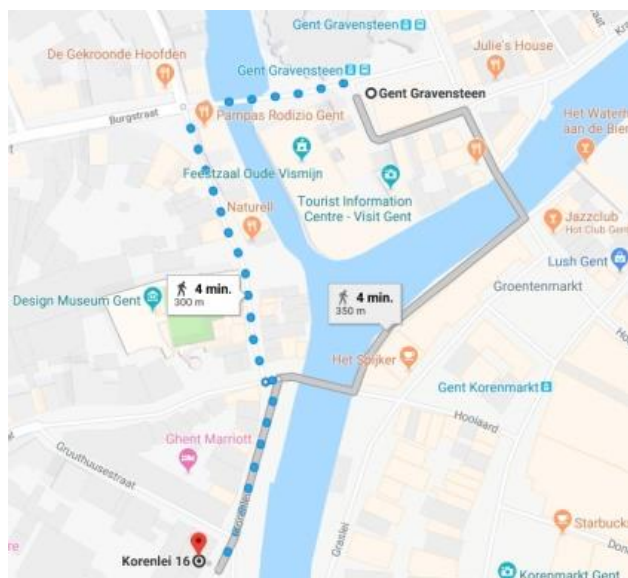 Gent Gravensteen
De Gekroonde Hoofden
Julie's House
Gent Gravensteen
Gent Gravensteen
Burgstraat
Pampas Rodizio Gent
Het Waterh
aan de Bier
Feestzaal Oude Vismijn
Tourist Information
Centre - Visit Gent
Naturell
Jazzclub
Hot Club Gent
Lush Gent
4 min.
300 m
4 min.
350 m
Design Museum Gent
Groentenmarkt
Het Spijker
Gent Korenmarkt
Hooiaard
Ghent Marriott
Gruuthuusestraat
Korenlei
Graslei
Starbucks
Korenlei 16
Korenmarkt Gent